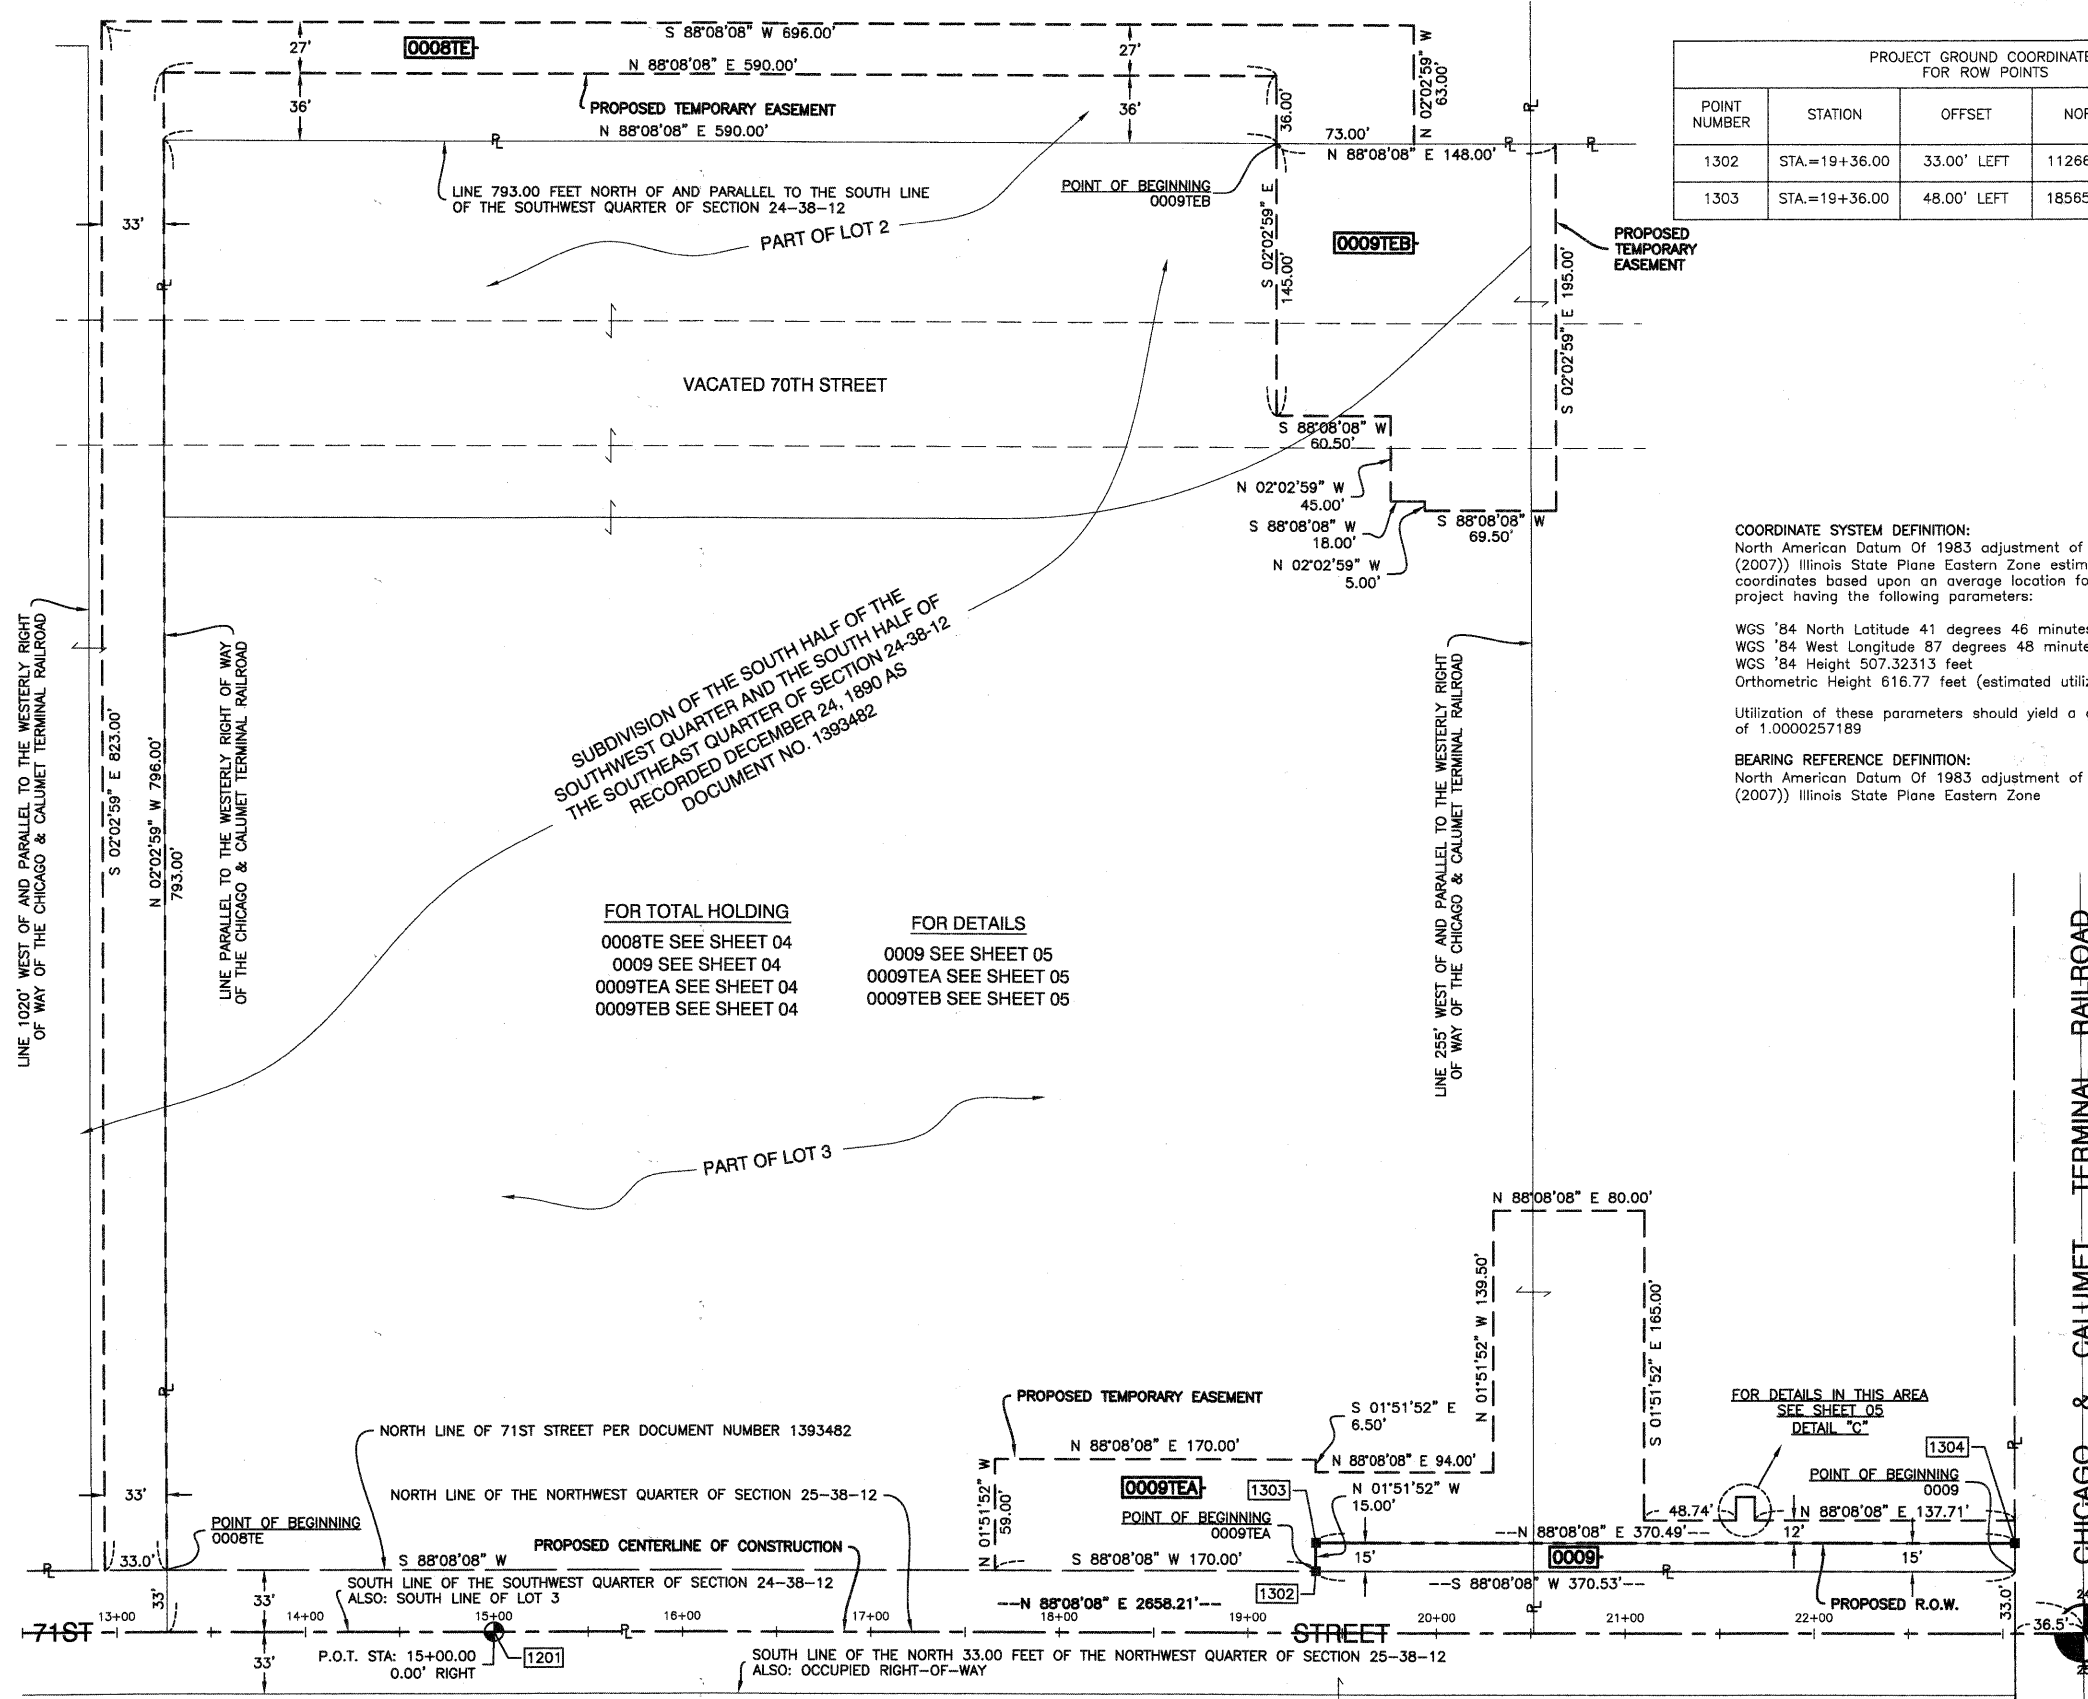 S 88°08'08" W 696.00'
27'
0008TE
27'
N 88°08'08" E 590.00'
36'
PROPOSED TEMPORARY EASEMENT
36'
N 88°08'08" E 590.00'
36.00'
N 02°02'59" W
63.00'
73.00'
N 88°08'08" E 148.00'
LINE 793.00 FEET NORTH OF AND PARALLEL TO THE SOUTH LINE
OF THE SOUTHWEST QUARTER OF SECTION 24-38-12
POINT OF BEGINNING
0009TEB
33'
PART OF LOT 2
S 02°02'59" E
145.00'
0009TEB
PROPOSED
TEMPORARY
EASEMENT
S 02°02'59" E 195.00'
PROJECT GROUND COORDINATE
FOR ROW POINTS
POINT
NUMBER
STATION
OFFSET
1302
STA.=19+36.00
33.00' LEFT
1303
STA.=19+36.00
48.00' LEFT
VACATED 70TH STREET
S 88°08'08" W
60.50'
N 02°02'59" W
45.00'
S 88°08'08" W
18.00'
S 88°08'08" W
69.50'
N 02°02'59" W
5.00'
COORDINATE SYSTEM DEFINITION:
North American Datum Of 1983 adjustment of
(2007)) Illinois State Plane Eastern Zone
coordinates based upon an average location
project having the following parameters:
WGS '84 North Latitude 41 degrees 46 minutes
WGS '84 West Longitude 87 degrees 48
WGS '84 Height 507.32313 feet
Orthometric Height 616.77 feet (estimated
Utilization of these parameters should yield a
of 1.0000257189
BEARING REFERENCE DEFINITION:
North American Datum Of 1983 adjustment of
(2007)) Illinois State Plane Eastern Zone
LINE 1020' WEST OF AND PARALLEL TO THE WESTERLY RIGHT
OF WAY OF THE CHICAGO & CALUMET TERMINAL RAILROAD
S 02°02'59" E 823.00'
N 02°02'59" W 796.00'
793.00'
LINE PARALLEL TO THE WESTERLY RIGHT OF WAY
OF THE CHICAGO & CALUMET TERMINAL RAILROAD
SUBDIVISION OF THE SOUTH HALF OF THE
SOUTHWEST QUARTER AND THE SOUTH HALF OF
THE SOUTHEAST QUARTER OF SECTION 24-38-12
RECORDED DECEMBER 24, 1890 AS
DOCUMENT NO. 1393482
LINE 255' WEST OF AND PARALLEL TO THE WESTERLY RIGHT
OF WAY OF THE CHICAGO & CALUMET TERMINAL RAILROAD
FOR TOTAL HOLDING
0008TE SEE SHEET 04
0009 SEE SHEET 04
0009TEA SEE SHEET 04
0009TEB SEE SHEET 04
FOR DETAILS
0009 SEE SHEET 05
0009TEA SEE SHEET 05
0009TEB SEE SHEET 05
CHICAGO & CALUMET TERMINAL RAILROAD
PART OF LOT 3
N 88°08'08" E 80.00'
N 01°51'52" W 139.50'
S 01°51'52" E 165.00'
PROPOSED TEMPORARY EASEMENT
S 01°51'52" E
6.50'
FOR DETAILS IN THIS AREA
SEE SHEET 05
DETAIL "C"
NORTH LINE OF 71ST STREET PER DOCUMENT NUMBER 1393482
N 88°08'08" E 170.00'
N 88°08'08" E 94.00'
1304
33'
NORTH LINE OF THE NORTHWEST QUARTER OF SECTION 25-38-12
N 01°51'52" W
59.00'
0009TEA
1303
N 01°51'52" W
15.00'
POINT OF BEGINNING
0009
POINT OF BEGINNING
0008TE
POINT OF BEGINNING
0009TEA
48.74'
N 88°08'08" E 137.71'
PROPOSED CENTERLINE OF CONSTRUCTION
N 88°08'08" E 370.49'
12'
33.0'
S 88°08'08" W
S 88°08'08" W 170.00'
15'
0009
15'
SOUTH LINE OF THE SOUTHWEST QUARTER OF SECTION 24-38-12
ALSO: SOUTH LINE OF LOT 3
33'
33'
1302
S 88°08'08" W 370.53'
N 88°08'08" E 2658.21'
PROPOSED R.O.W.
33.0'
36.5'
13+00
14+00
15+00
16+00
17+00
18+00
19+00
20+00
21+00
22+00
71ST
STREET
33'
P.O.T. STA: 15+00.00
0.00' RIGHT
1201
SOUTH LINE OF THE NORTH 33.00 FEET OF THE NORTHWEST QUARTER OF SECTION 25-38-12
ALSO: OCCUPIED RIGHT-OF-WAY